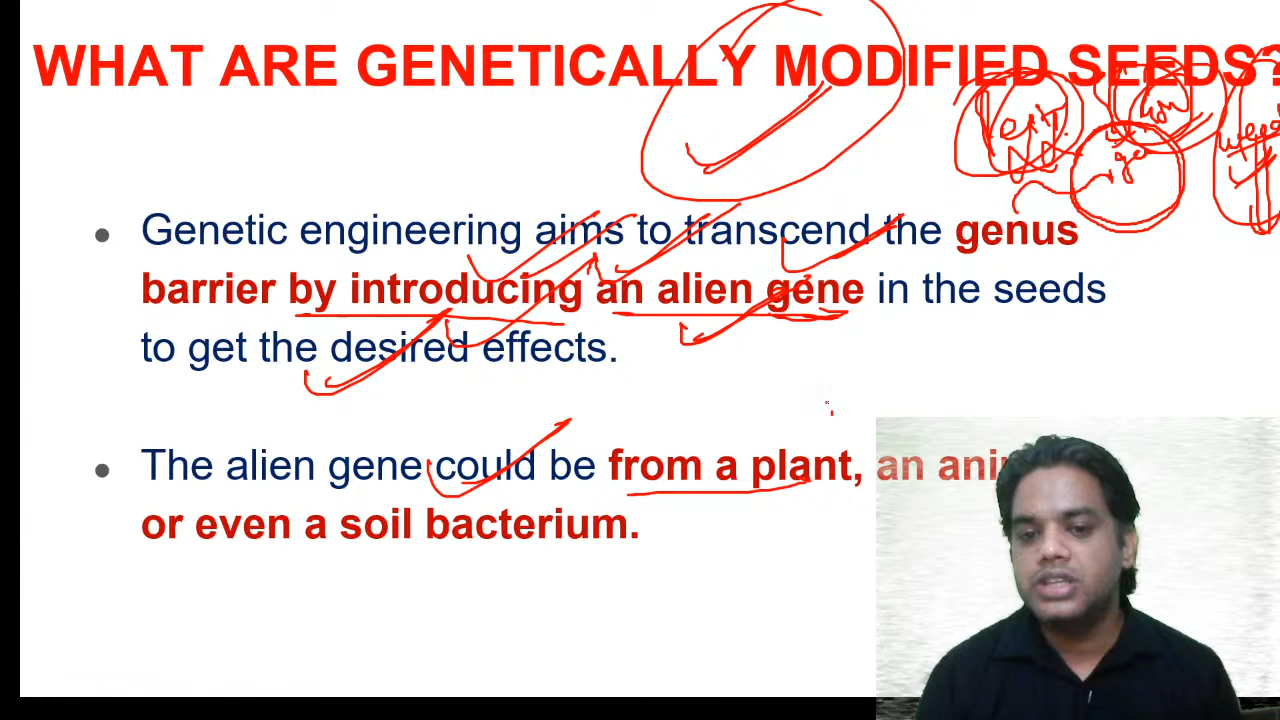 WHAT ARE GENETICALLY MODIFIED SEEDS?
• Genetic engineering aims to transcend the genus
barrier by introducing an alien gene in the seeds
to get the desired effects.
• The alien gene could be from a plant, an ani
or even a soil bacterium.